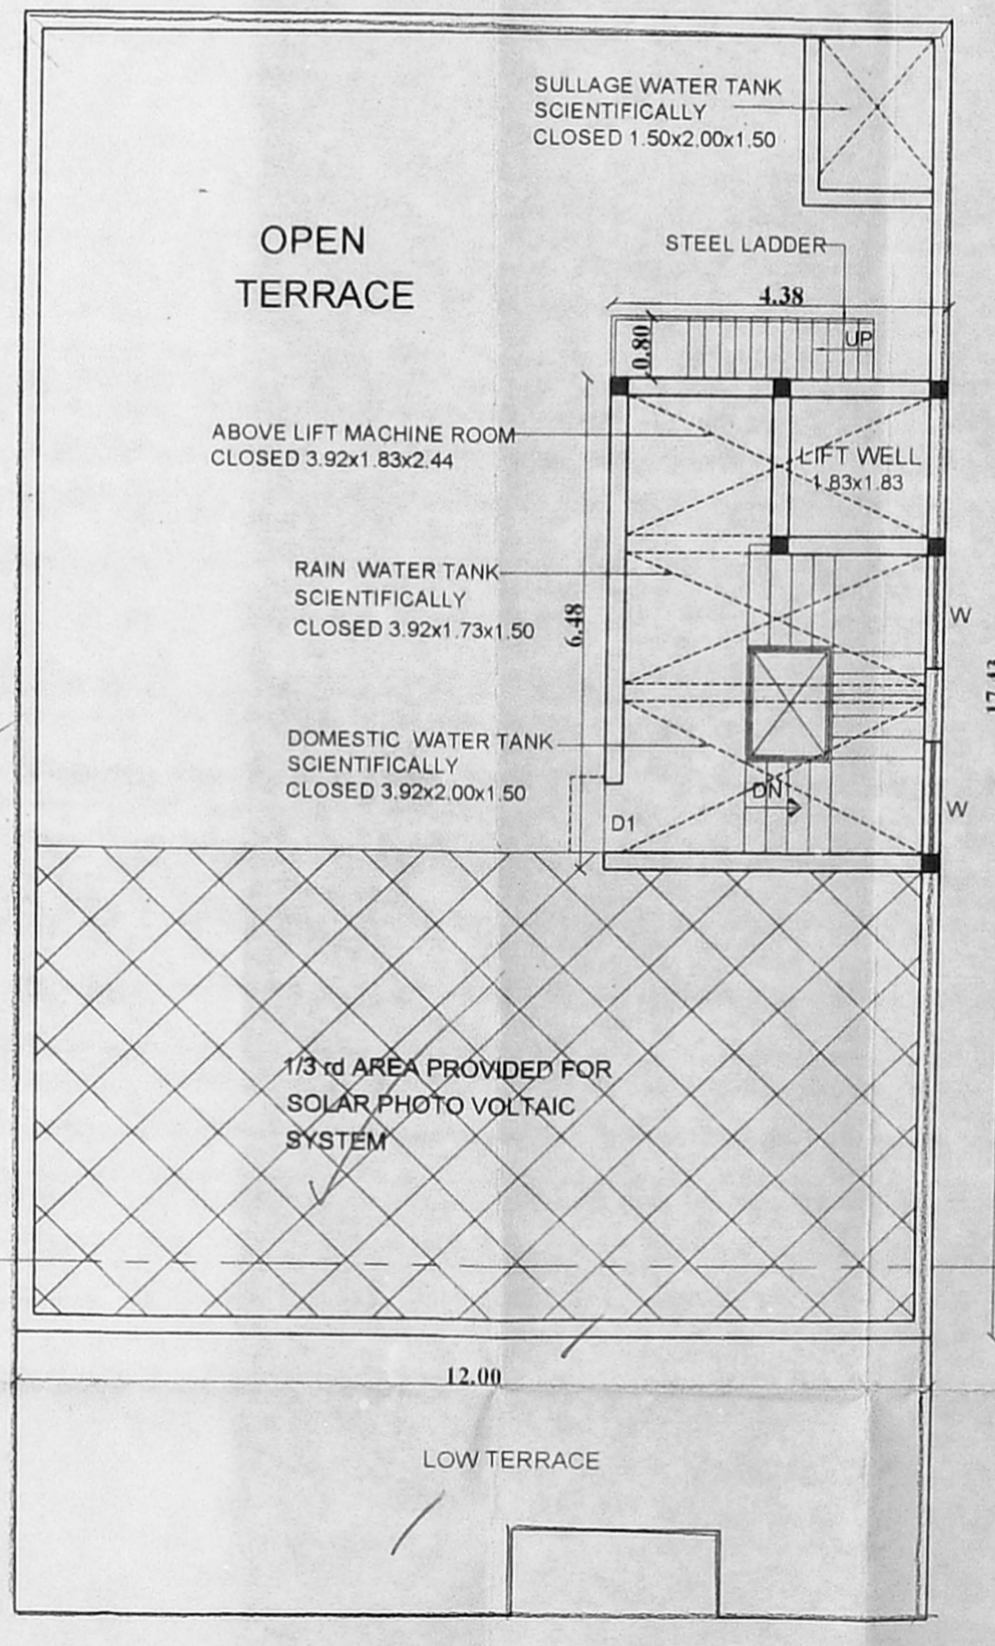 SULLAGE WATER TANK
SCIENTIFICALLY
CLOSED 1.50x2.00x1.50
OPEN
TERRACE
STEEL LADDER
4.38
0.80
UP
ABOVE LIFT MACHINE ROOM
CLOSED 3.92x1.83x2.44
LIFT WELL
1.83x1.83
RAIN WATER TANK
SCIENTIFICALLY
CLOSED 3.92x1.73x1.50
6.48
W
17.43
DOMESTIC WATER TANK
SCIENTIFICALLY
CLOSED 3.92x2.00x1.50
DN
D1
W
1/3 rd AREA PROVIDED FOR
SOLAR PHOTO VOLTAIC
SYSTEM
12.00
LOW TERRACE